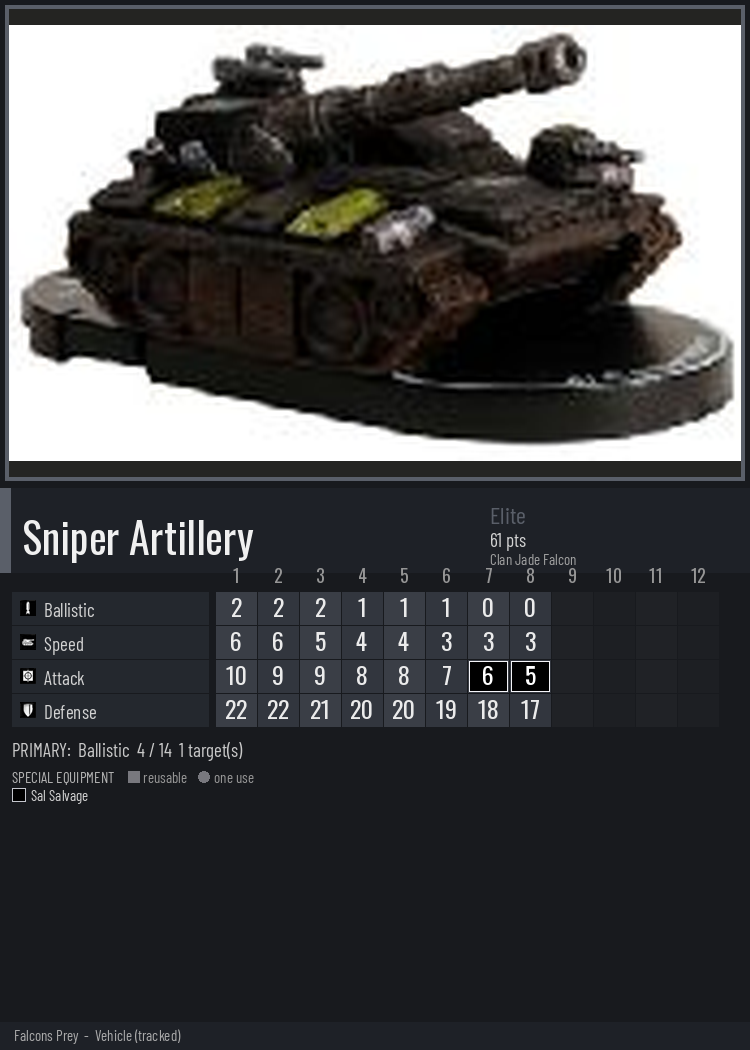 Sniper Artillery
Elite
61 pts
Clan Jade Falcon
1 2 3 4 5 6 7 8 9 10 11 12
Ballistic 2 2 2 1 1 1 0 0
Speed 6 6 5 4 4 3 3 3
Attack 10 9 9 8 8 7 6 5
Defense 22 22 21 20 20 19 18 17
PRIMARY: Ballistic 4 / 14 1 target(s)
SPECIAL EQUIPMENT reusable one use
Sal Salvage
Falcons Prey - Vehicle (tracked)